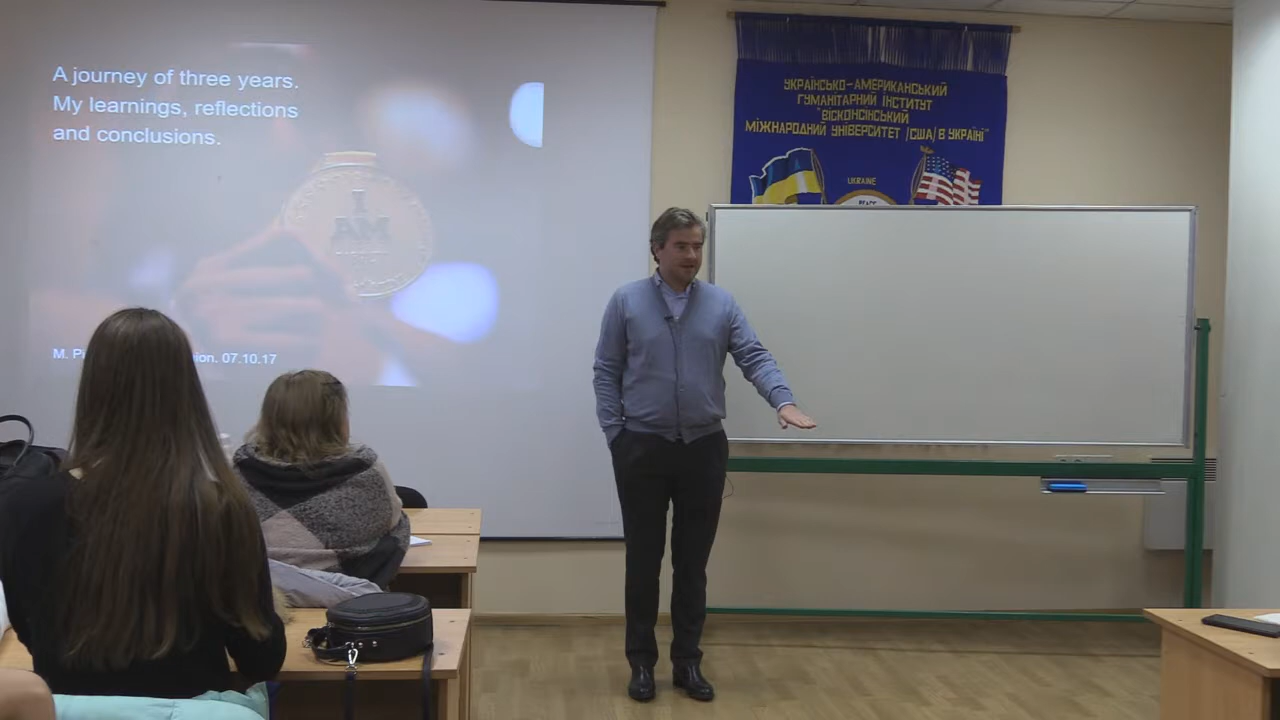 A journey of three years.
My learnings, reflections
and conclusions.
I
AM
M. P
ion. 07.10.17
УКРАЇНСЬКО-АМЕРИКАНСЬКИЙ
ГУМАНІТАРНИЙ ІНСТИТУТ
"ВІСКОНСІНСЬКИЙ
МІЖНАРОДНИЙ УНІВЕРСИТЕТ /США/ В УКРАЇНІ"
UKRAINE
PEACE